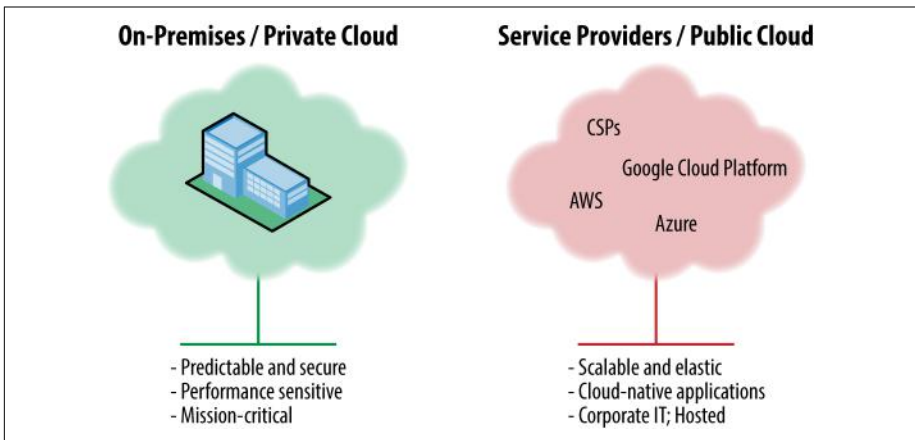 On-Premises / Private Cloud
Service Providers / Public Cloud
CSPs
Google Cloud Platform
AWS
Azure
- Predictable and secure
- Performance sensitive
- Mission-critical
- Scalable and elastic
- Cloud-native applications
- Corporate IT; Hosted